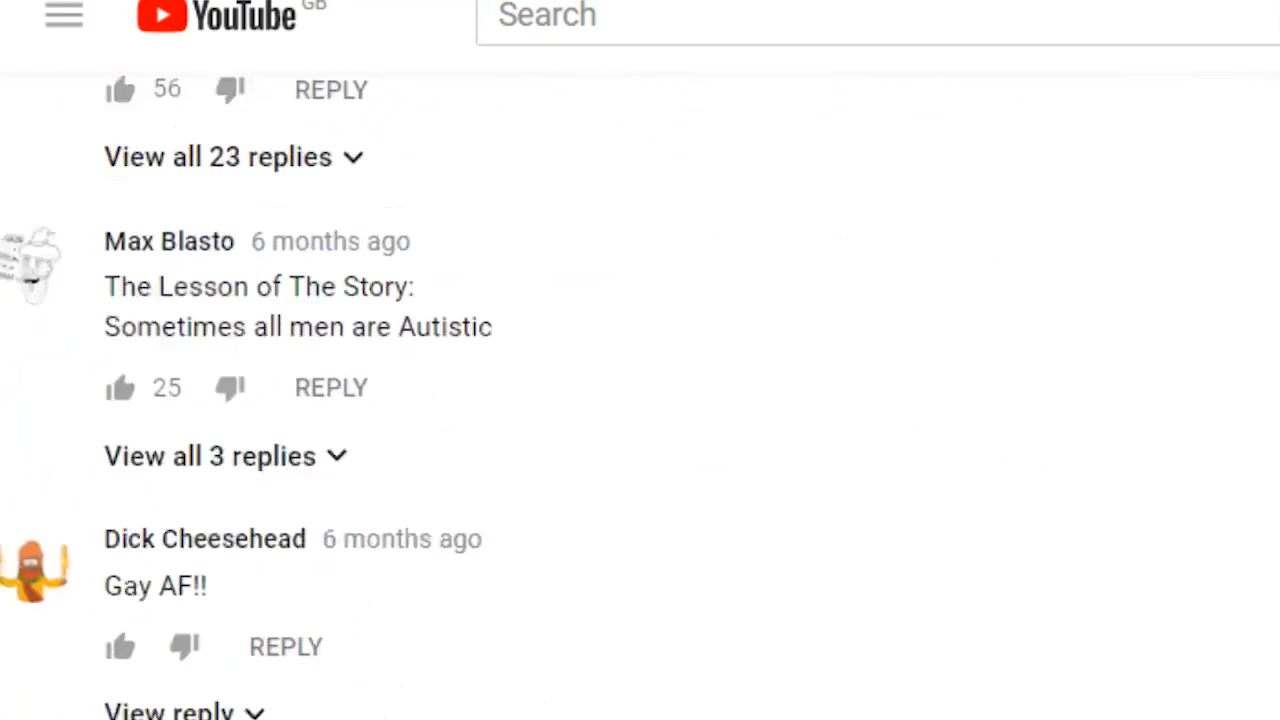 YouTube GB
Search
56 REPLY
View all 23 replies
Max Blasto 6 months ago
The Lesson of The Story:
Sometimes all men are Autistic
25 REPLY
View all 3 replies
Dick Cheesehead 6 months ago
Gay AF!!
REPLY
View reply